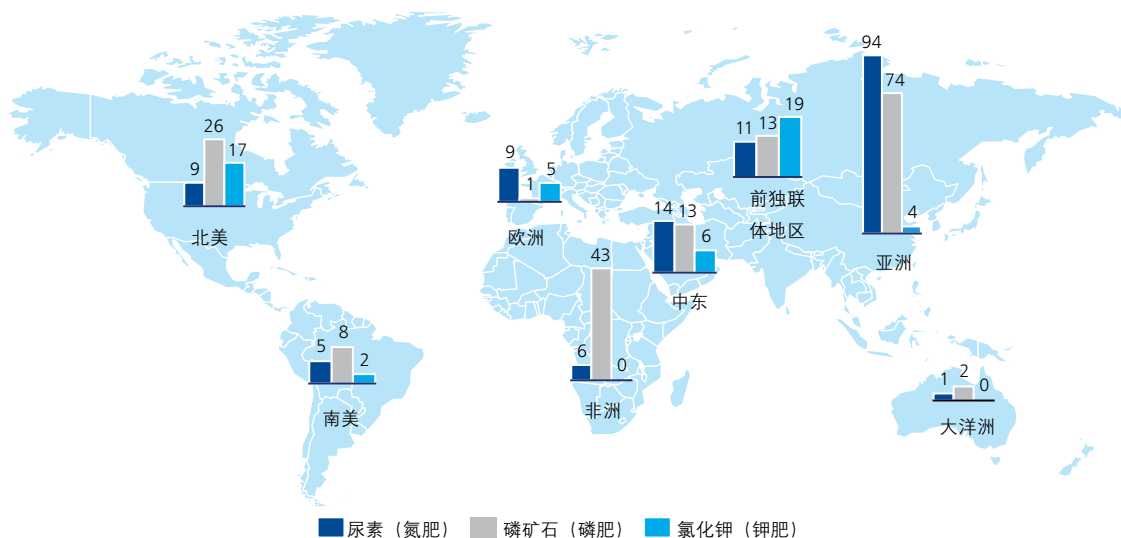 9 26 17
北美
5 8 2
南美
9 1 5
欧洲
6 43 0
非洲
14 13 6
中东
11 13 19
前独联
体地区
94 74 4
亚洲
1 2 0
大洋洲
尿素（氮肥） 磷矿石（磷肥） 氯化钾（钾肥）